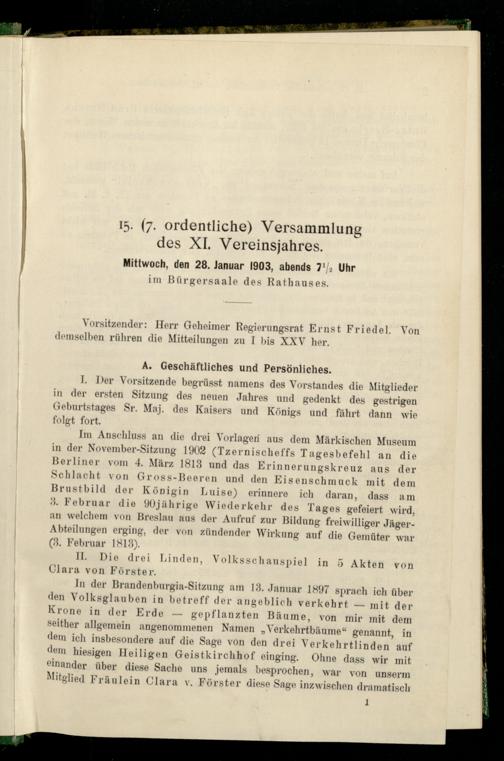 15. (7. ordentliche) Versammlung
des XI. Vereinsjahres.
Mittwoch, den 28. Januar 1903, abends 7½ Uhr
im Bürgersaale des Rathauses.
Vorsitzender: Herr Geheimer Regierungsrat Ernst Friedel. Von
demselben rühren die Mitteilungen zu I bis XXV her.
A. Geschäftliches und Persönliches.
I. Der Vorsitzende begrüsst namens des Vorstandes die Mitglieder
in der ersten Sitzung des neuen Jahres und gedenkt des gestrigen
Geburtstages Sr. Maj. des Kaisers und Königs und fährt dann wie
folgt fort.
Im Anschluss an die drei Vorlagen aus dem Märkischen Museum
in der November-Sitzung 1902 (Tzernischeffs Tagesbefehl an die
Berliner vom 4. März 1813 und das Erinnerungskreuz aus der
Schlacht von Gross-Beeren und den Eisenschmuck mit dem
Brustbild der Königin Luise) erinnere ich daran, dass am
3. Februar die 90jährige Wiederkehr des Tages gefeiert wird,
an welchem von Breslau aus der Aufruf zur Bildung freiwilliger Jäger-
Abteilungen erging, der von zündender Wirkung auf die Gemüter war
(3. Februar 1813).
II. Die drei Linden, Volksschauspiel in 5 Akten von
Clara von Förster.
In der Brandenburgia-Sitzung am 13. Januar 1897 sprach ich über
den Volksglauben in betreff der angeblich verkehrt — mit der
Krone in der Erde — gepflanzten Bäume, von mir mit dem
seither allgemein angenommenen Namen „Verkehrtbäume“ genannt, in
dem ich insbesondere auf die Sage von den drei Verkehrtlinden auf
dem hiesigen Heiligen Geistkirchhof einging. Ohne dass wir mit
einander über diese Sache uns jemals besprochen, war von unserm
Mitglied Fräulein Clara v. Förster diese Sage inzwischen dramatisch
1